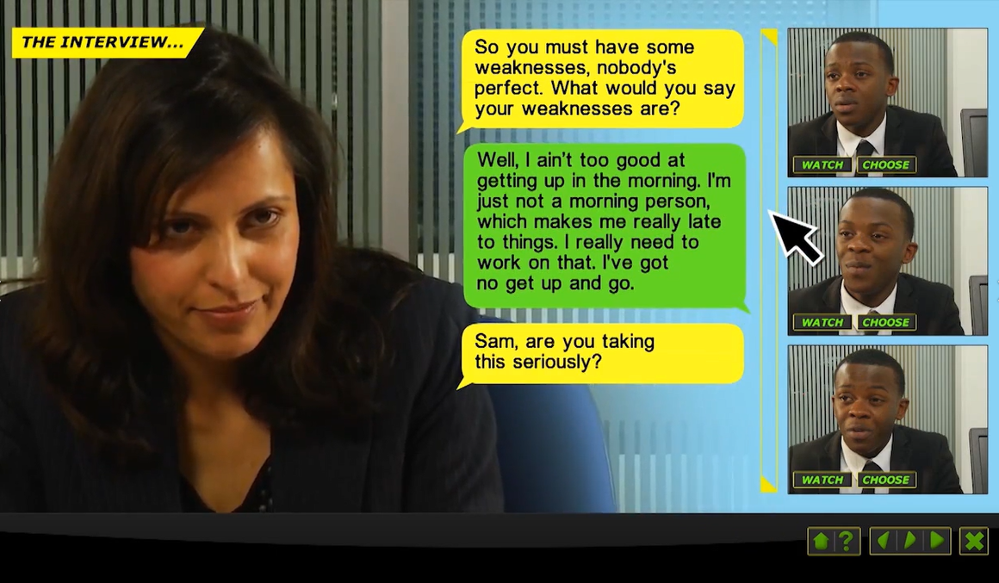 THE INTERVIEW...
So you must have some
weaknesses, nobody's
perfect. What would you say
your weaknesses are?
Well, I ain't too good at
getting up in the morning. I'm
just not a morning person,
which makes me really late
to things. I really need to
work on that. I've got
no get up and go.
Sam, are you taking
this seriously?
WATCH CHOOSE
WATCH CHOOSE
WATCH CHOOSE
?